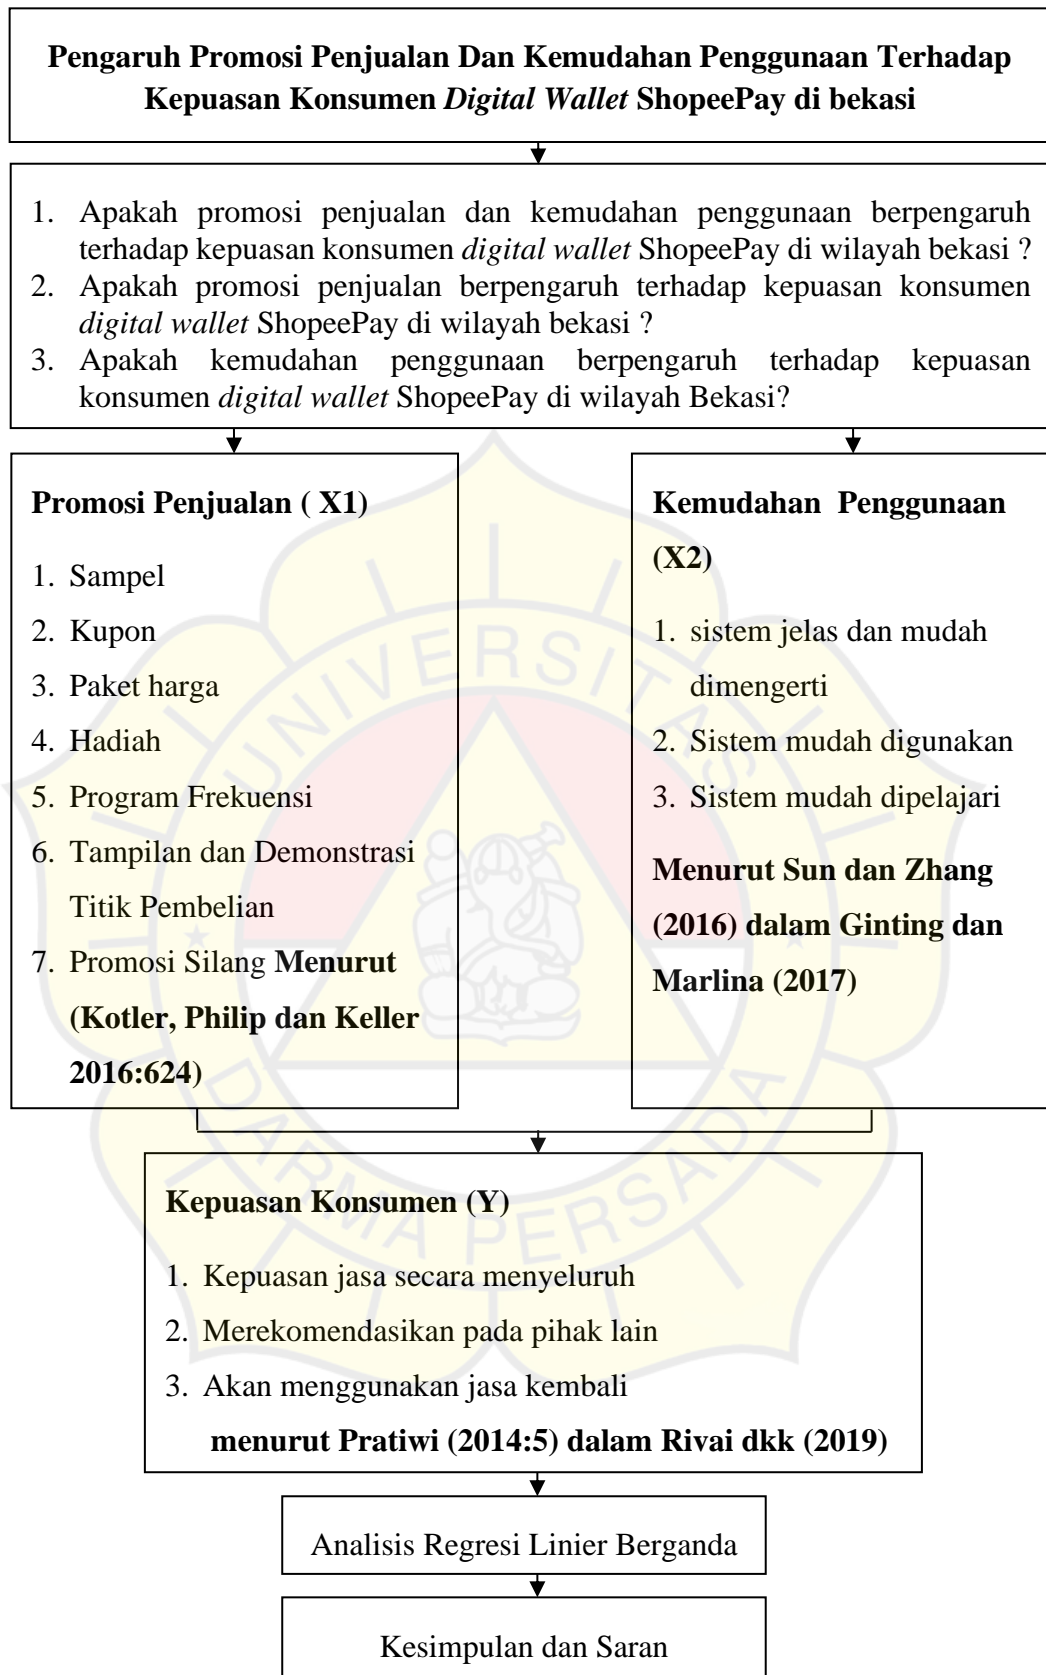 Pengaruh Promosi Penjualan Dan Kemudahan Penggunaan Terhadap
Kepuasan Konsumen Digital Wallet ShopeePay di bekasi
1. Apakah promosi penjualan dan kemudahan penggunaan berpengaruh
terhadap kepuasan konsumen digital wallet ShopeePay di wilayah bekasi ?
2. Apakah promosi penjualan berpengaruh terhadap kepuasan konsumen
digital wallet ShopeePay di wilayah bekasi ?
3. Apakah kemudahan penggunaan berpengaruh terhadap kepuasan
konsumen digital wallet ShopeePay di wilayah Bekasi?
Promosi Penjualan ( X1)
1. Sampel
2. Kupon
3. Paket harga
4. Hadiah
5. Program Frekuensi
6. Tampilan dan Demonstrasi
Titik Pembelian
7. Promosi Silang Menurut
(Kotler, Philip dan Keller
2016:624)
Kemudahan Penggunaan
(X2)
1. sistem jelas dan mudah
dimengerti
2. Sistem mudah digunakan
3. Sistem mudah dipelajari
Menurut Sun dan Zhang
(2016) dalam Ginting dan
Marlina (2017)
Kepuasan Konsumen (Y)
1. Kepuasan jasa secara menyeluruh
2. Merekomendasikan pada pihak lain
3. Akan menggunakan jasa kembali
menurut Pratiwi (2014:5) dalam Rivai dkk (2019)
Analisis Regresi Linier Berganda
Kesimpulan dan Saran
UNIVERSITAS
DARMA PERSADA